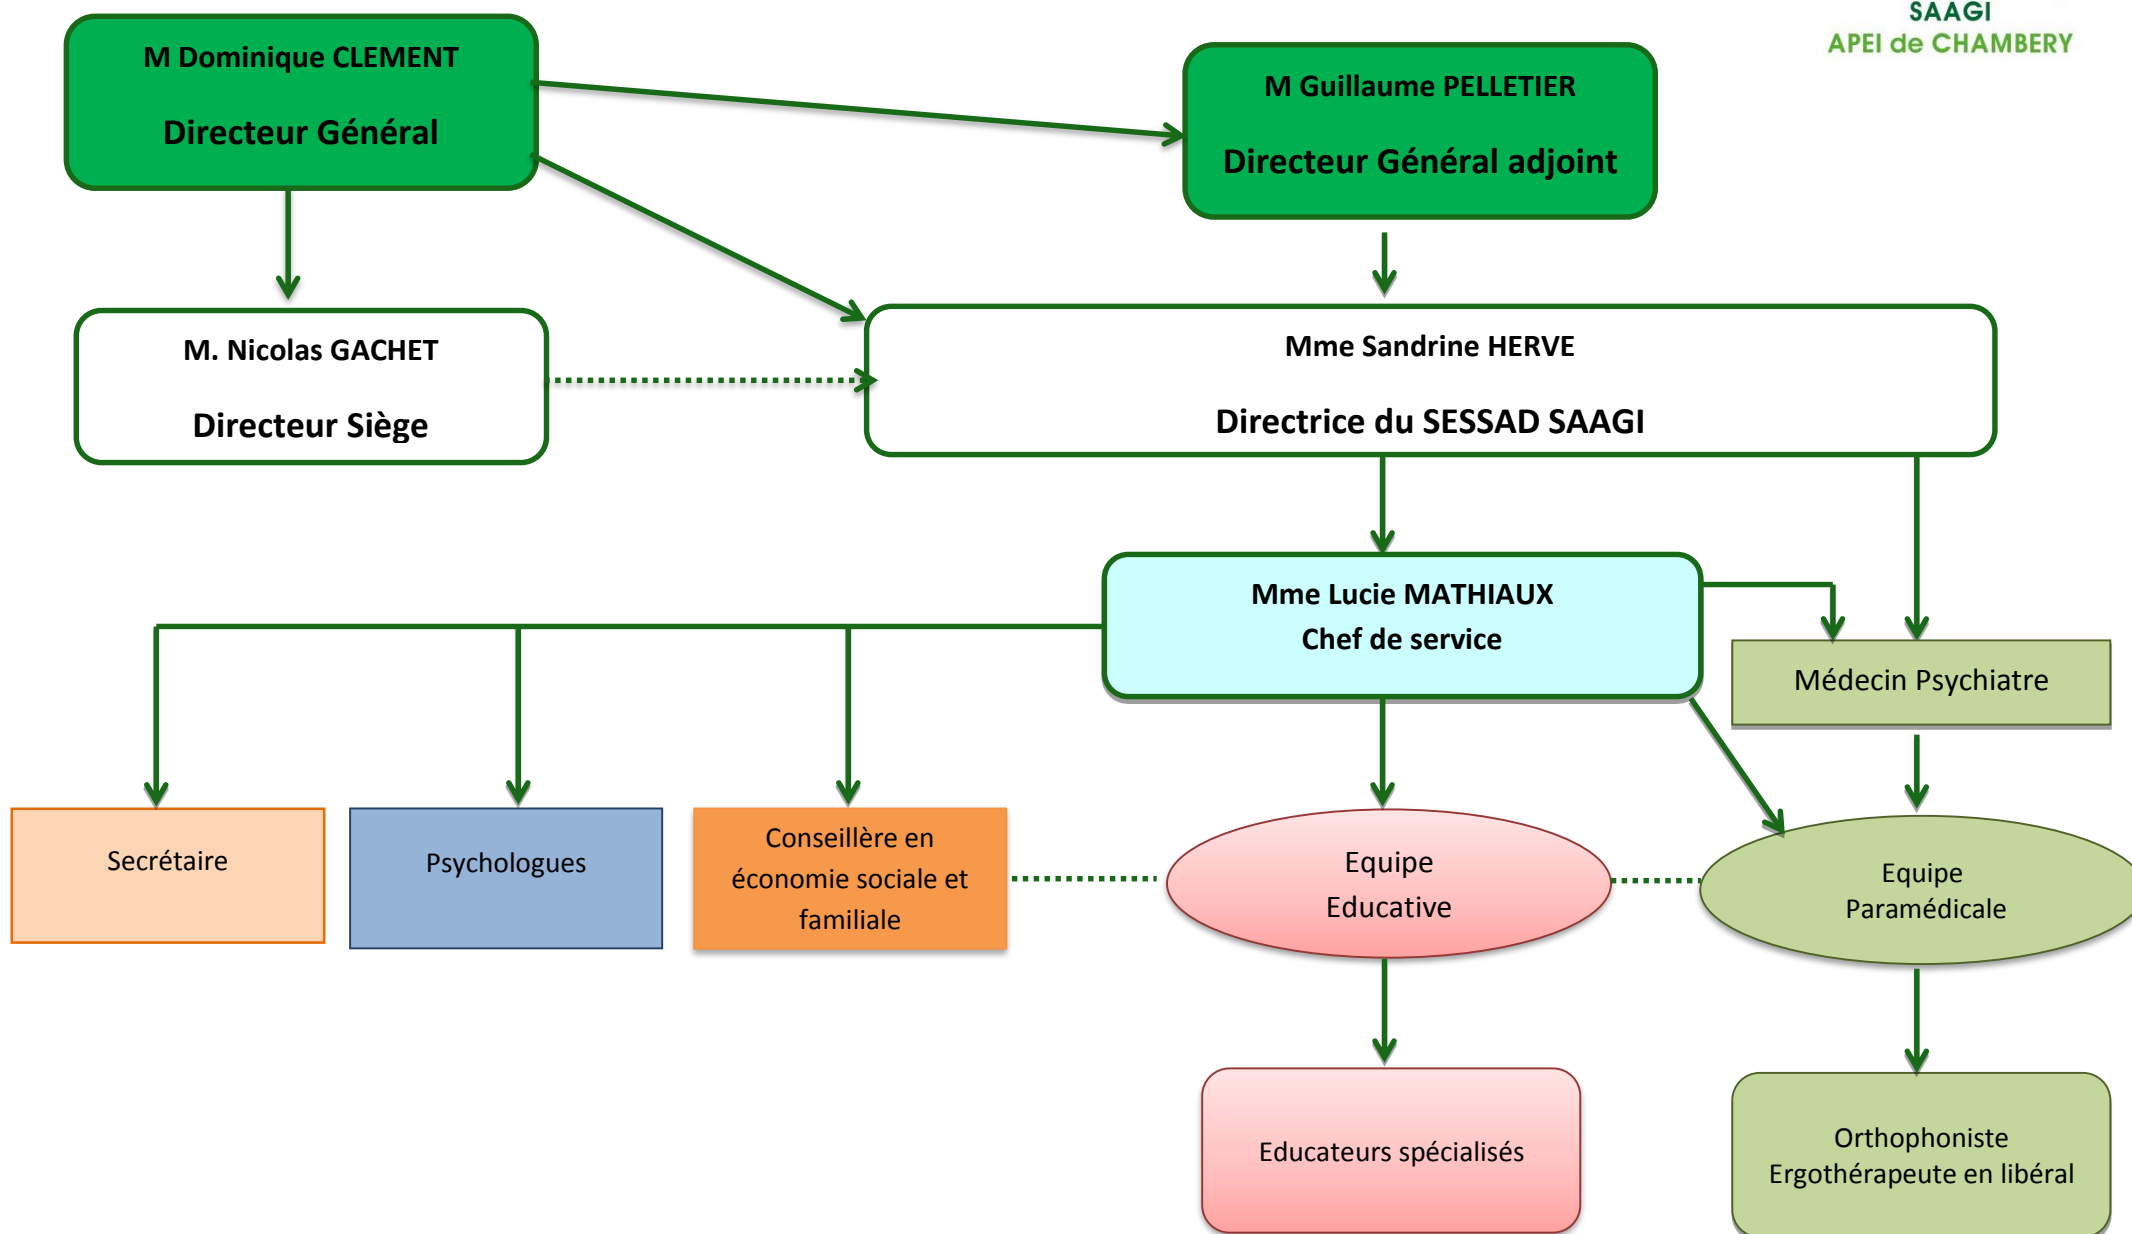 SAAGI
APEI de CHAMBERY
M Dominique CLEMENT
Directeur Général
M Guillaume PELLETIER
Directeur Général adjoint
M. Nicolas GACHET
Directeur Siège
Mme Sandrine HERVE
Directrice du SESSAD SAAGI
Mme Lucie MATHIAUX
Chef de service
Médecin Psychiatre
Secrétaire
Psychologues
Conseillère en
économie sociale et
familiale
Equipe
Educative
Equipe
Paramédicale
Educateurs spécialisés
Orthophoniste
Ergothérapeute en libéral